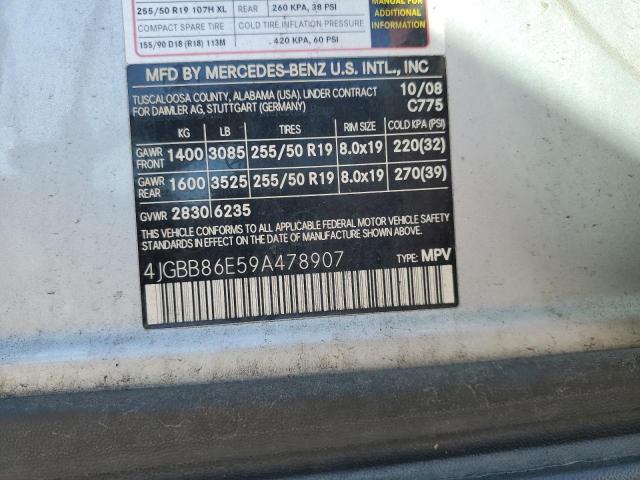 255/50 R19 107H XL REAR 260 KPA, 38 PSI
COMPACT SPARE TIRE COLD TIRE INFLATION PRESSURE
155/90 D18 (R18) 113M 420 KPA, 60 PSI
MANUAL FOR
ADDITIONAL
INFORMATION
MFD BY MERCEDES-BENZ U.S. INTL., INC
TUSCALOOSA COUNTY, ALABAMA (USA). UNDER CONTRACT 10/08
FOR DAIMLER AG, STUTTGART (GERMANY) C775
KG LB TIRES RIM SIZE COLD KPA (PSI)
GAWR FRONT 1400 3085 255/50 R19 8.0x19 220(32)
GAWR REAR 1600 3525 255/50 R19 8.0x19 270(39)
GVWR 2830 6235
THIS VEHICLE CONFORMS TO ALL APPLICABLE FEDERAL MOTOR VEHICLE SAFETY
STANDARDS IN EFFECT ON THE DATE OF MANUFACTURE SHOWN ABOVE.
4JGBB86E59A478907 TYPE: MPV